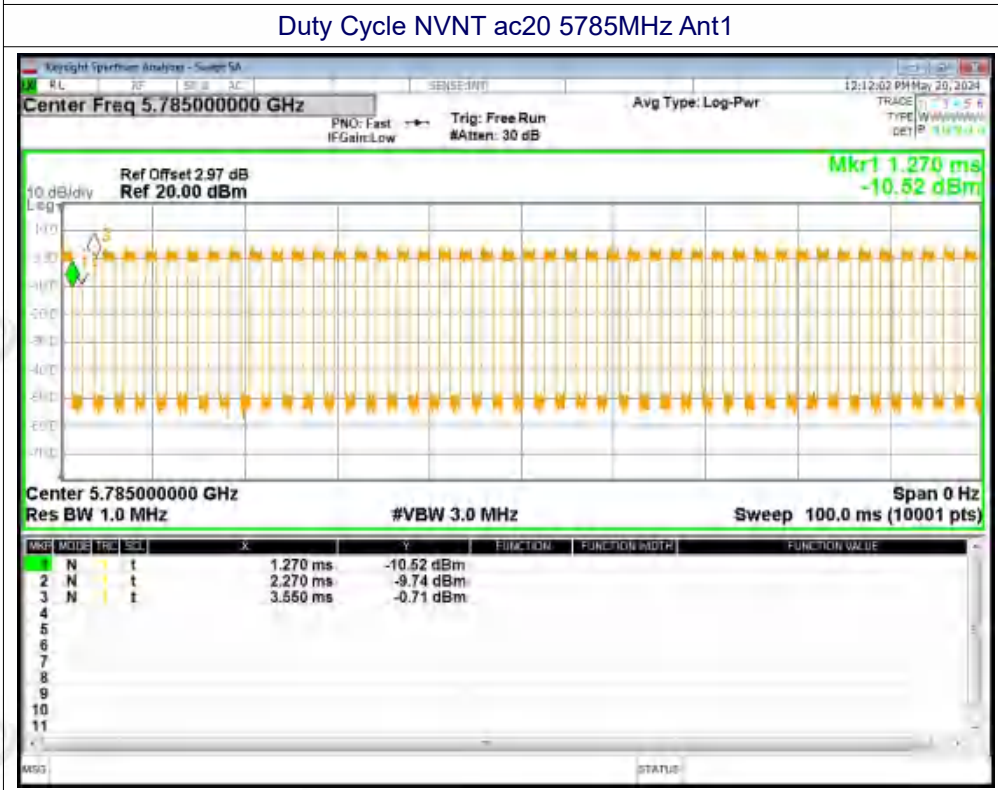 Duty Cycle NVNT ac20 5785MHz Ant1
Keysight Spectrum Analyzer - Swept SA
RL RF AC SENSE:INT 12:12:02 PM May 20, 2024
Center Freq 5.785000000 GHz Avg Type: Log-Pwr TRACE
PNO: Fast Trig: Free Run TYPE
IFGain:Low #Atten: 30 dB DET
Mkr1 1.270 ms
-10.52 dBm
Ref Offset 2.97 dB
10 dB/div Ref 20.00 dBm
Log
Center 5.785000000 GHz Span 0 Hz
Res BW 1.0 MHz #VBW 3.0 MHz Sweep 100.0 ms (10001 pts)
MKR MODE TRC SCL X Y FUNCTION FUNCTION WIDTH FUNCTION VALUE
1 N 1 t 1.270 ms -10.52 dBm
2 N 1 t 2.270 ms -9.74 dBm
3 N 1 t 3.550 ms -0.71 dBm
4
5
6
7
8
9
10
11
MSG STATUS